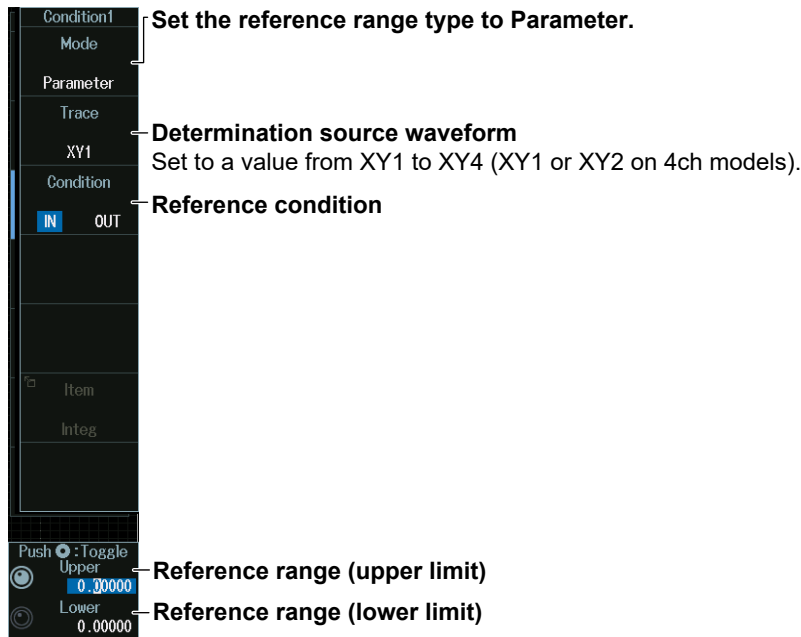 Condition1
Set the reference range type to Parameter.
Mode
Parameter
Trace
Determination source waveform
XY1
Set to a value from XY1 to XY4 (XY1 or XY2 on 4ch models).
Condition
Reference condition
IN OUT
Item
Integ
Push :Toggle
Upper
Reference range (upper limit)
0.00000
Lower
Reference range (lower limit)
0.00000